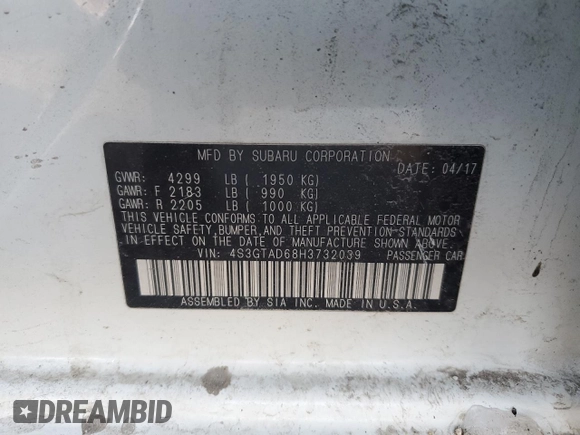 MFD BY SUBARU CORPORATION
DATE: 04/17
GVWR: 4299 LB ( 1950 KG)
GAWR: F 2183 LB ( 990 KG)
GAWR: R 2205 LB ( 1000 KG)
THIS VEHICLE CONFORMS TO ALL APPLICABLE FEDERAL MOTOR
VEHICLE SAFETY, BUMPER, AND THEFT PREVENTION STANDARDS
IN EFFECT ON THE DATE OF MANUFACTURE SHOWN ABOVE.
VIN: 4S3GTAD68H3732039 PASSENGER CAR
ASSEMBLED BY SIA INC. MADE IN U.S.A.
DREAMBID